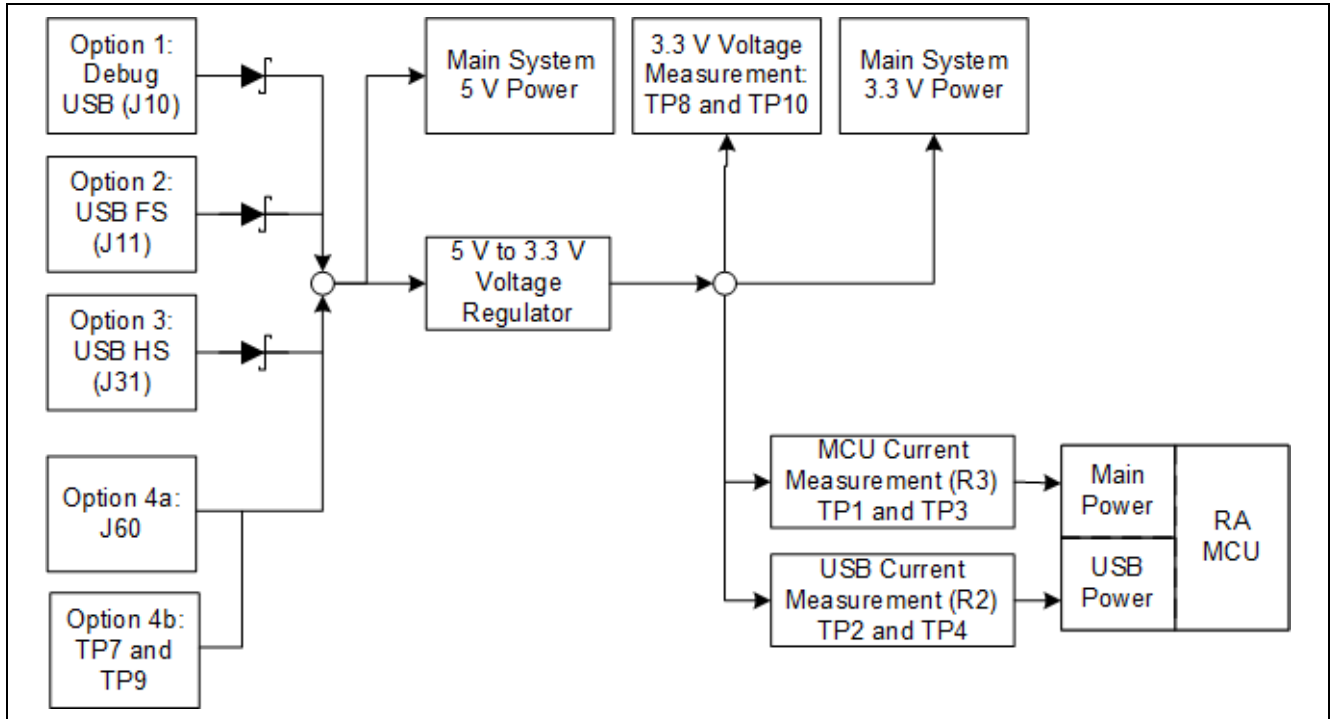 Option 1:
Debug
USB (J10)
Main System
5 V Power
3.3 V Voltage
Measurement:
TP8 and TP10
Main System
3.3 V Power
Option 2:
USB FS
(J11)
5 V to 3.3 V
Voltage
Regulator
Option 3:
USB HS
(J31)
Option 4a:
J60
Option 4b:
TP7 and
TP9
MCU Current
Measurement (R3)
TP1 and TP3
USB Current
Measurement (R2)
TP2 and TP4
Main
Power
USB
Power
RA
MCU